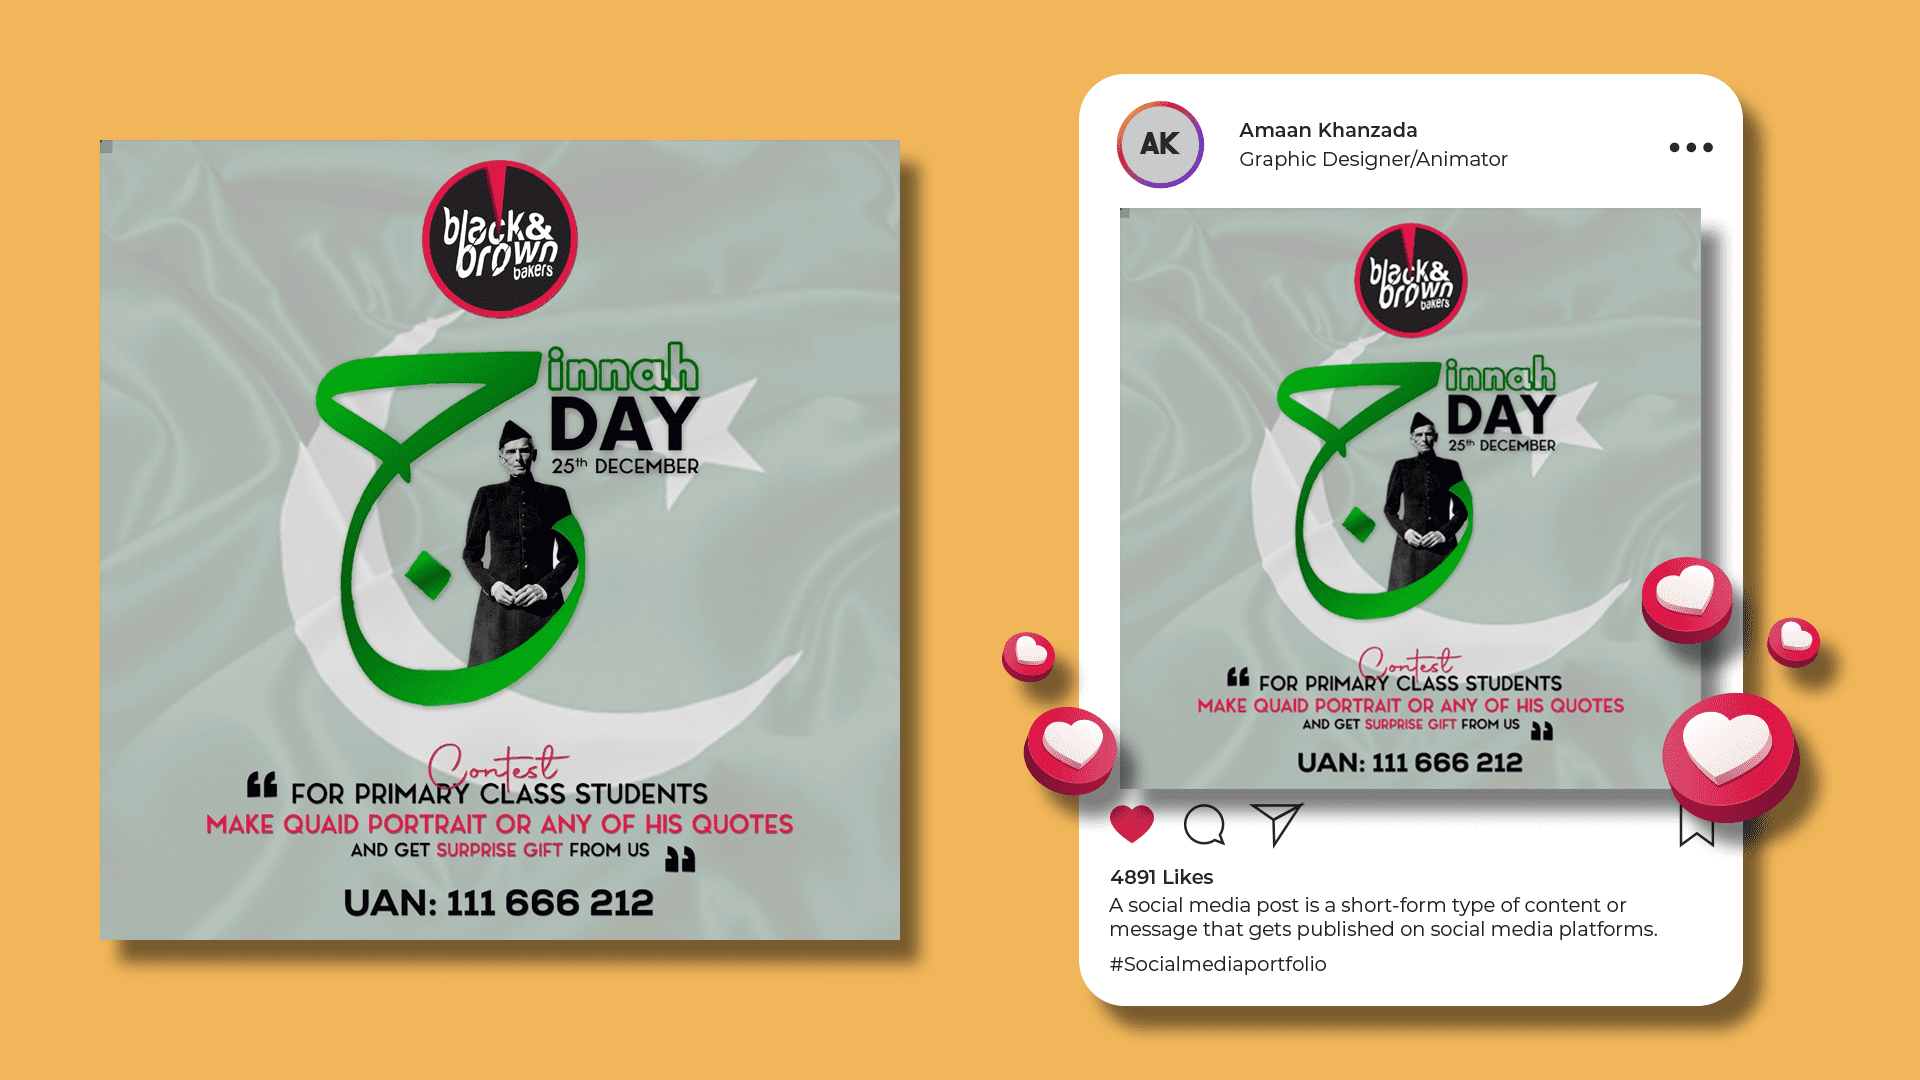 black&
brown
bakers
ج
innah
DAY
25th DECEMBER
Contest
❝ FOR PRIMARY CLASS STUDENTS
MAKE QUAID PORTRAIT OR ANY OF HIS QUOTES
AND GET SURPRISE GIFT FROM US ❞
UAN: 111 666 212
AK
Amaan Khanzada
Graphic Designer/Animator
black&
brown
bakers
ج
innah
DAY
25th DECEMBER
Contest
❝ FOR PRIMARY CLASS STUDENTS
MAKE QUAID PORTRAIT OR ANY OF HIS QUOTES
AND GET SURPRISE GIFT FROM US ❞
UAN: 111 666 212
4891 Likes
A social media post is a short-form type of content or
message that gets published on social media platforms.
#Socialmediaportfolio